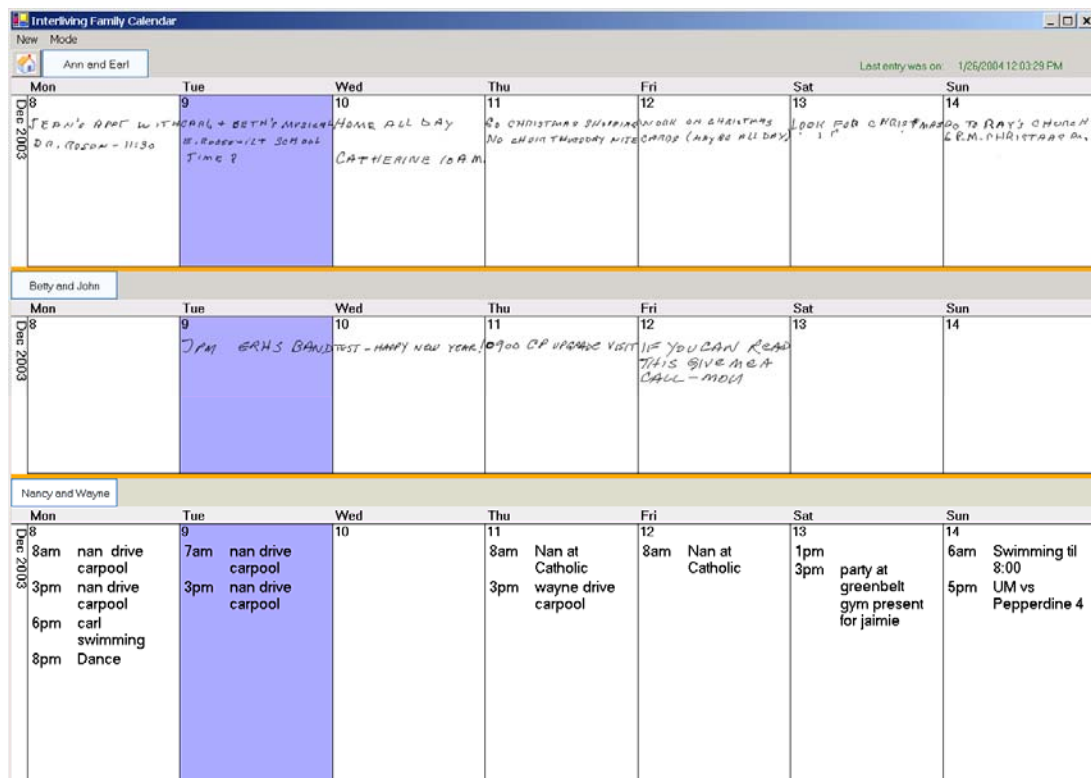 Interliving Family Calendar
New Mode
Ann and Earl
Last entry was on: 1/26/2004 12:03:29 PM
Mon Tue Wed Thu Fri Sat Sun
Dec 2003
8 9 10 11 12 13 14
JEAN'S APPT WITH
DR. ROSON - 11:30
CARL + BETH'S MUSICAL
E. ROOSEVELT SCHOOL
TIME?
HOME ALL DAY
CATHERINE 10 A.M.
GO CHRISTMAS SHOPPING
NO CHOIR THURSDAY NITE
WORK ON CHRISTMAS
CARDS (MAYBE ALL DAY)
LOOK FOR CHRISTMAS
GO TO RAY'S CHURCH
6 P.M. CHRISTMAS
Betty and John
Mon Tue Wed Thu Fri Sat Sun
Dec 2003
8 9 10 11 12 13 14
7PM ERHS BAND
TEST - HAPPY NEW YEAR!
0900 CP UPGRADE VISIT
IF YOU CAN READ
THIS GIVE ME A
CALL - MOM
Nancy and Wayne
Mon Tue Wed Thu Fri Sat Sun
Dec 2003
8 9 10 11 12 13 14
8am nan drive
carpool
3pm nan drive
carpool
6pm carl
swimming
8pm Dance
7am nan drive
carpool
3pm nan drive
carpool
8am Nan at
Catholic
3pm wayne drive
carpool
8am Nan at
Catholic
1pm
3pm party at
greenbelt
gym present
for jaimie
6am Swimming til
8:00
5pm UM vs
Pepperdine 4